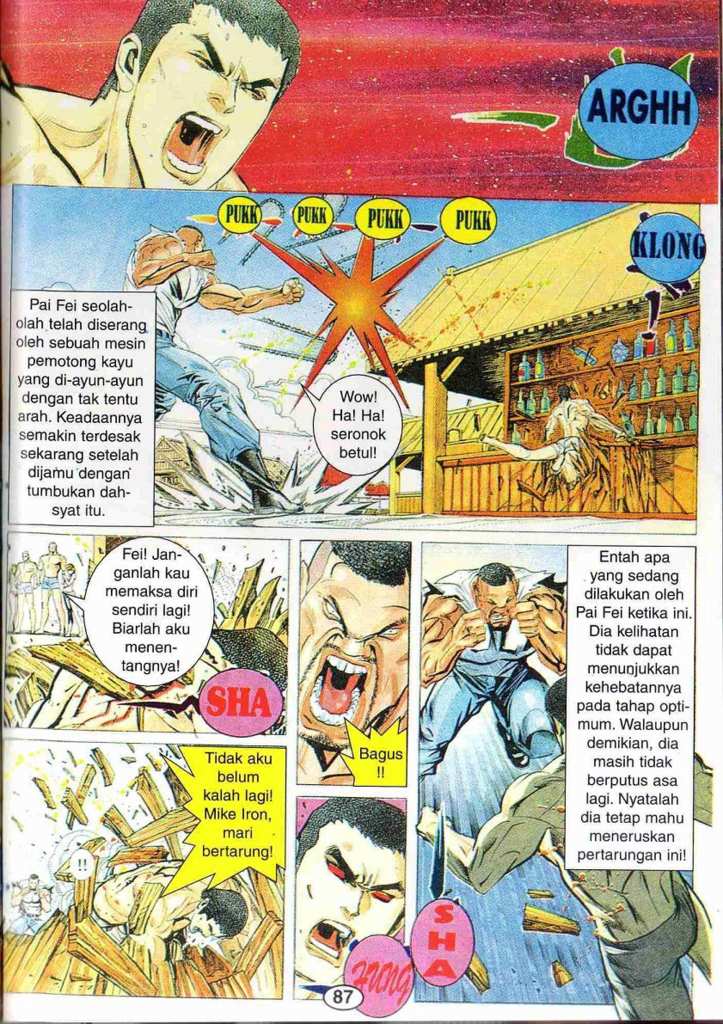 ARGHH
PUKK
PUKK
PUKK
PUKK
KLONG
Pai Fei seolah-
olah telah diserang
oleh sebuah mesin
pemotong kayu
yang di-ayun-ayun
dengan tak tentu
arah. Keadaannya
semakin terdesak
sekarang setelah
dijamu dengan
tumbukan dah-
syat itu.
Wow!
Ha! Ha!
seronok
betul!
Fei! Jan-
ganlah kau
memaksa diri
sendiri lagi!
Biarlah aku
menen-
tangnya!
SHA
Bagus
!!
Entah apa
yang sedang
dilakukan oleh
Pai Fei ketika ini.
Dia kelihatan
tidak dapat
menunjukkan
kehebatannya
pada tahap opti-
mum. Walaupun
demikian, dia
masih tidak
berputus asa
lagi. Nyatalah
dia tetap mahu
meneruskan
pertarungan ini!
Tidak aku
belum
kalah lagi!
Mike Iron,
mari
bertarung!
!!
HUNG
SHA
87